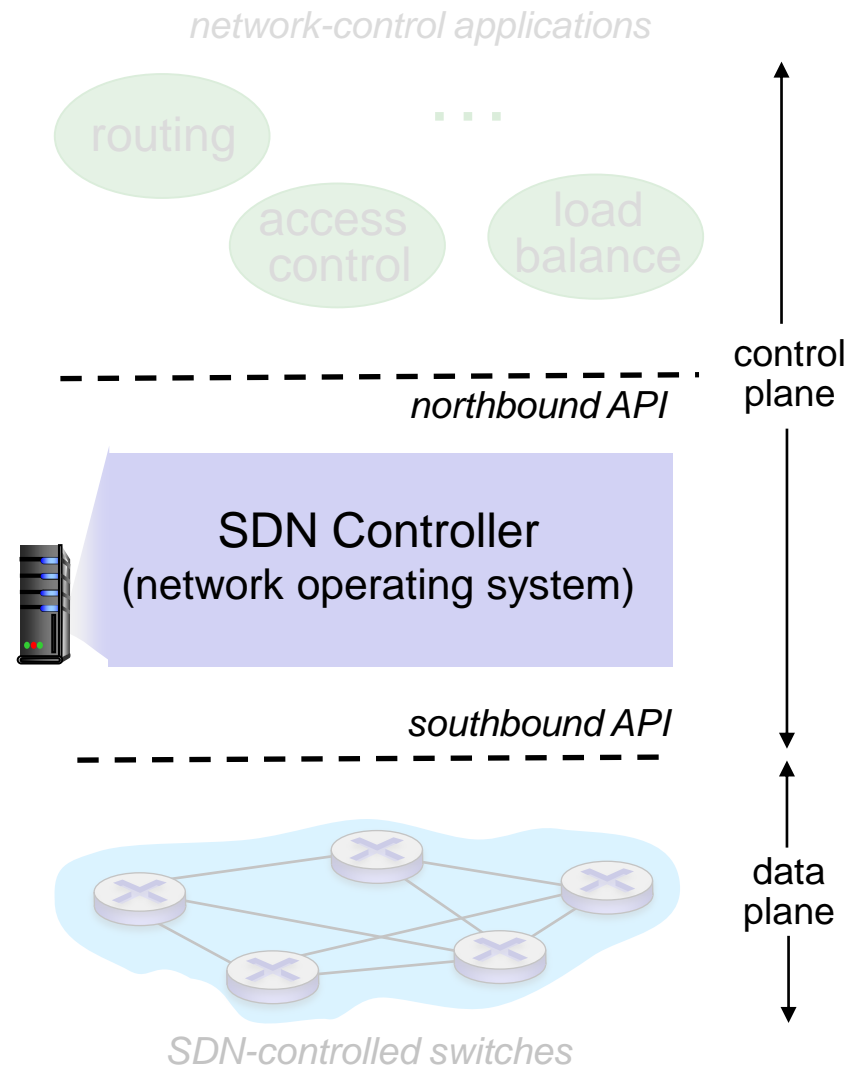 network-control applications
routing
...
access
control
load
balance
control
plane
northbound API
SDN Controller
(network operating system)
southbound API
data
plane
SDN-controlled switches